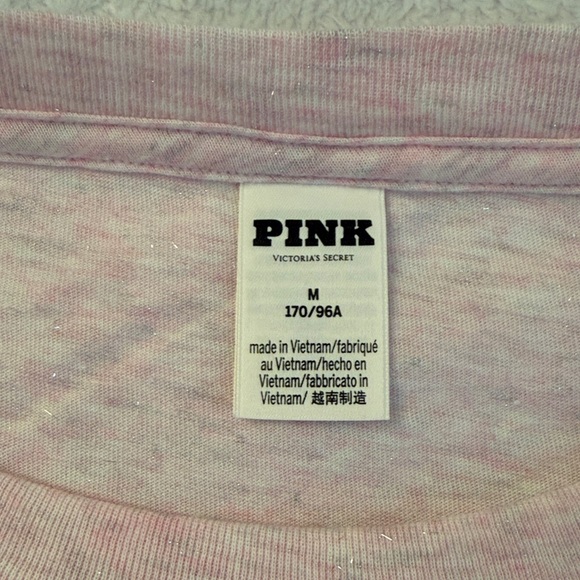 PINK
VICTORIA'S SECRET
M
170/96A
made in Vietnam/fabriqué
au Vietnam/hecho en
Vietnam/fabbricato in
Vietnam/ 越南制造